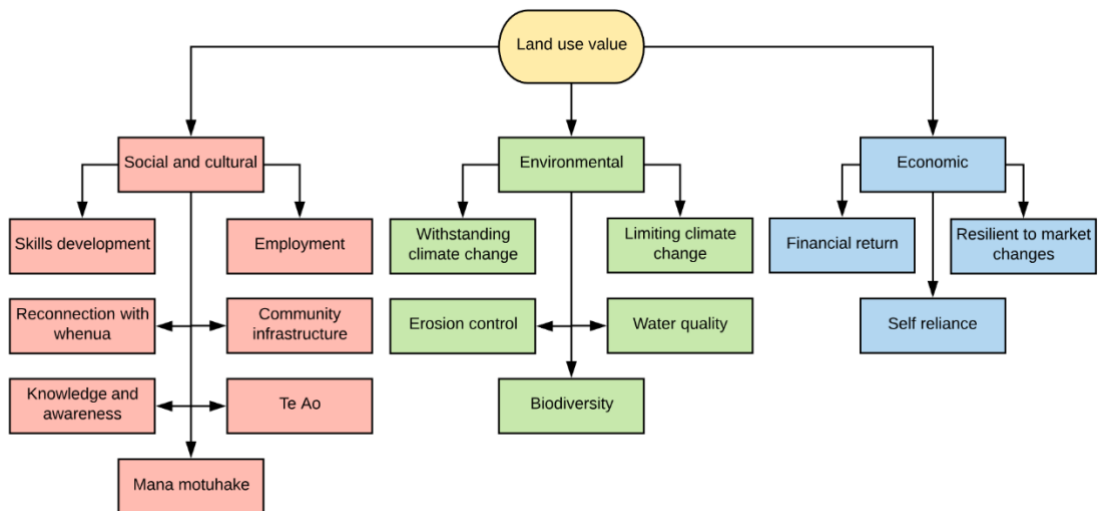 Land use value
Social and cultural
Environmental
Economic
Skills development
Employment
Withstanding
climate change
Limiting climate
change
Financial return
Resilient to market
changes
Reconnection with
whenua
Community
infrastructure
Erosion control
Water quality
Self reliance
Knowledge and
awareness
Te Ao
Biodiversity
Mana motuhake